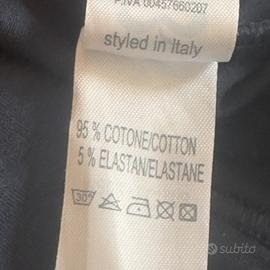 P.IVA 00457660207
styled in Italy
95 % COTONE/COTTON
5 % ELASTAN/ELASTANE
30°
subito